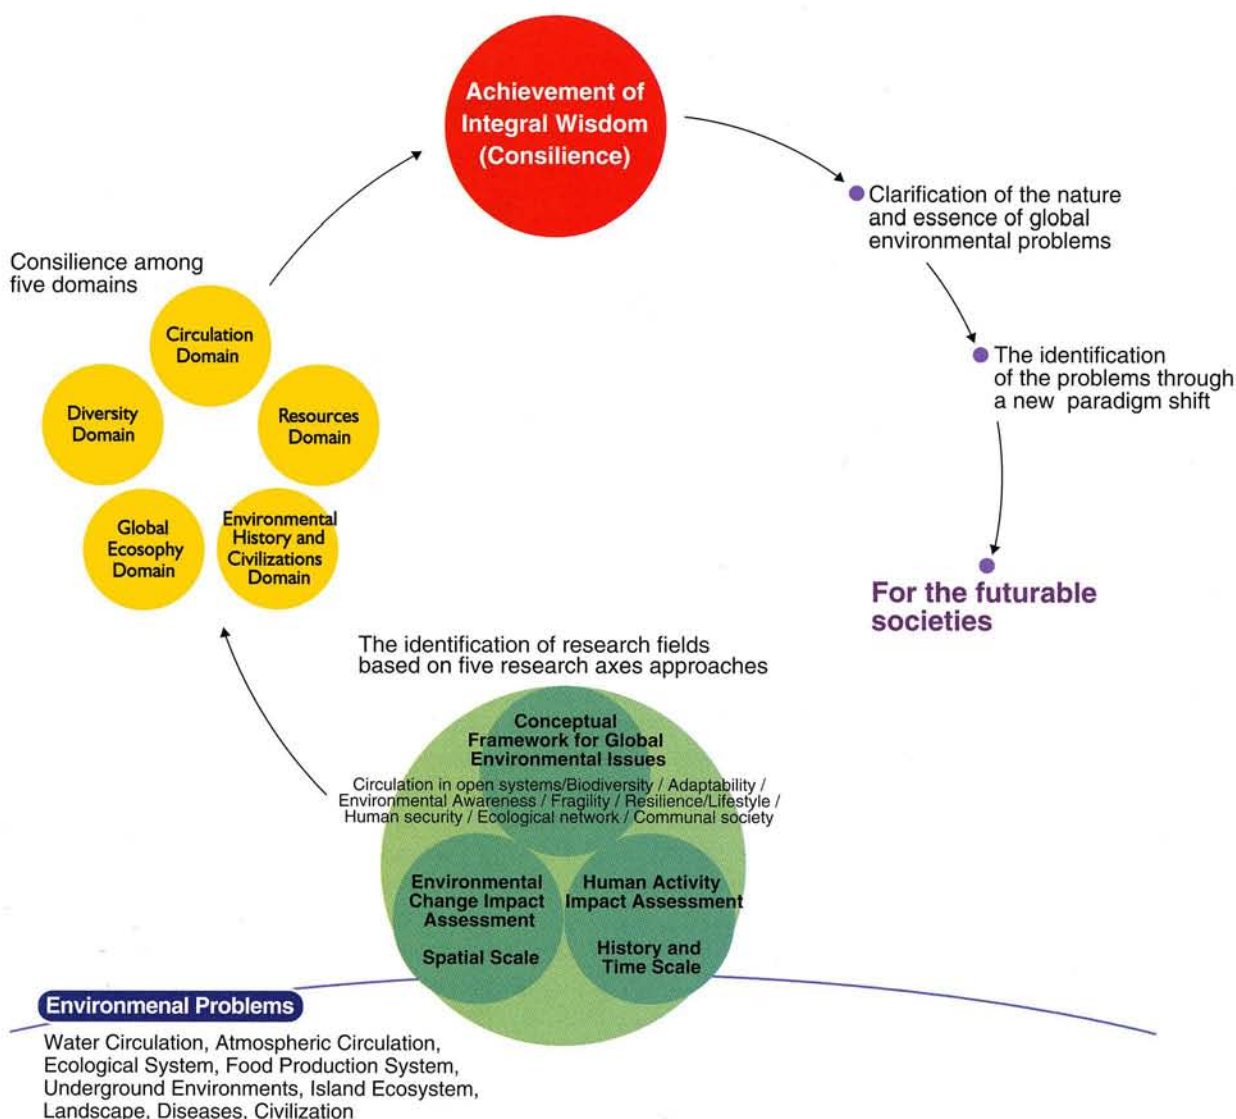 Achievement of
Integral Wisdom
(Consilience)
Clarification of the nature
and essence of global
environmental problems
The identification
of the problems through
a new paradigm shift
For the futurable
societies
Consilience among
five domains
Circulation
Domain
Diversity
Domain
Resources
Domain
Global
Ecosophy
Domain
Environmental
History and
Civilizations
Domain
The identification of research fields
based on five research axes approaches
Conceptual
Framework for Global
Environmental Issues
Circulation in open systems/Biodiversity / Adaptability /
Environmental Awareness / Fragility / Resilience/Lifestyle /
Human security / Ecological network / Communal society
Environmental
Change Impact
Assessment
Spatial Scale
Human Activity
Impact Assessment
History and
Time Scale
Environmenal Problems
Water Circulation, Atmospheric Circulation,
Ecological System, Food Production System,
Underground Environments, Island Ecosystem,
Landscape, Diseases, Civilization